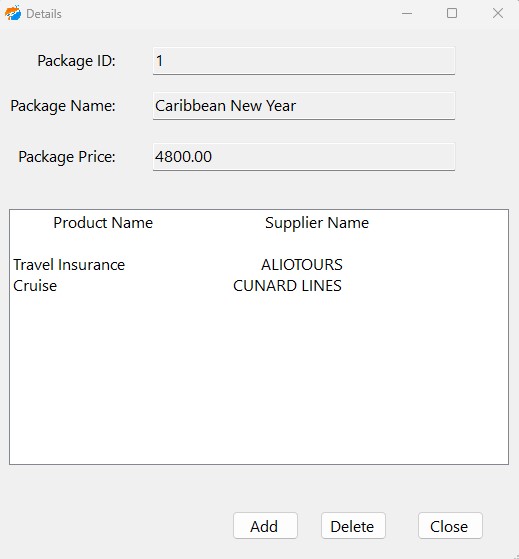 Details
Package ID: 1
Package Name: Caribbean New Year
Package Price: 4800.00
Product Name Supplier Name
Travel Insurance ALIOTOURS
Cruise CUNARD LINES
Add Delete Close